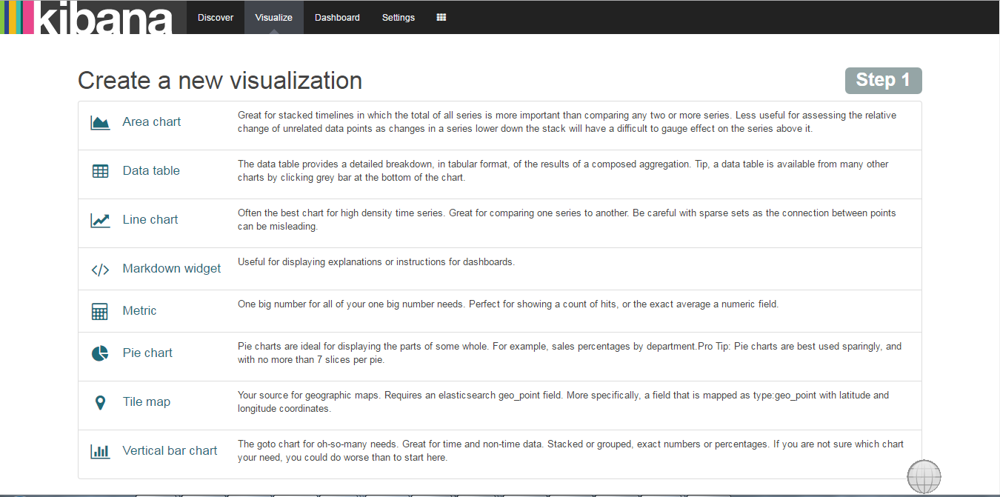 kibana
Discover
Visualize
Dashboard
Settings
Create a new visualization
Step 1
Area chart
Great for stacked timelines in which the total of all series is more important than comparing any two or more series. Less useful for assessing the relative
change of unrelated data points as changes in a series lower down the stack will have a difficult to gauge effect on the series above it.
Data table
The data table provides a detailed breakdown, in tabular format, of the results of a composed aggregation. Tip, a data table is available from many other
charts by clicking grey bar at the bottom of the chart.
Line chart
Often the best chart for high density time series. Great for comparing one series to another. Be careful with sparse sets as the connection between points
can be misleading.
Markdown widget
Useful for displaying explanations or instructions for dashboards.
Metric
One big number for all of your one big number needs. Perfect for showing a count of hits, or the exact average a numeric field.
Pie chart
Pie charts are ideal for displaying the parts of some whole. For example, sales percentages by department.Pro Tip: Pie charts are best used sparingly, and
with no more than 7 slices per pie.
Tile map
Your source for geographic maps. Requires an elasticsearch geo_point field. More specifically, a field that is mapped as type:geo_point with latitude and
longitude coordinates.
Vertical bar chart
The goto chart for oh-so-many needs. Great for time and non-time data. Stacked or grouped, exact numbers or percentages. If you are not sure which chart
your need, you could do worse than to start here.